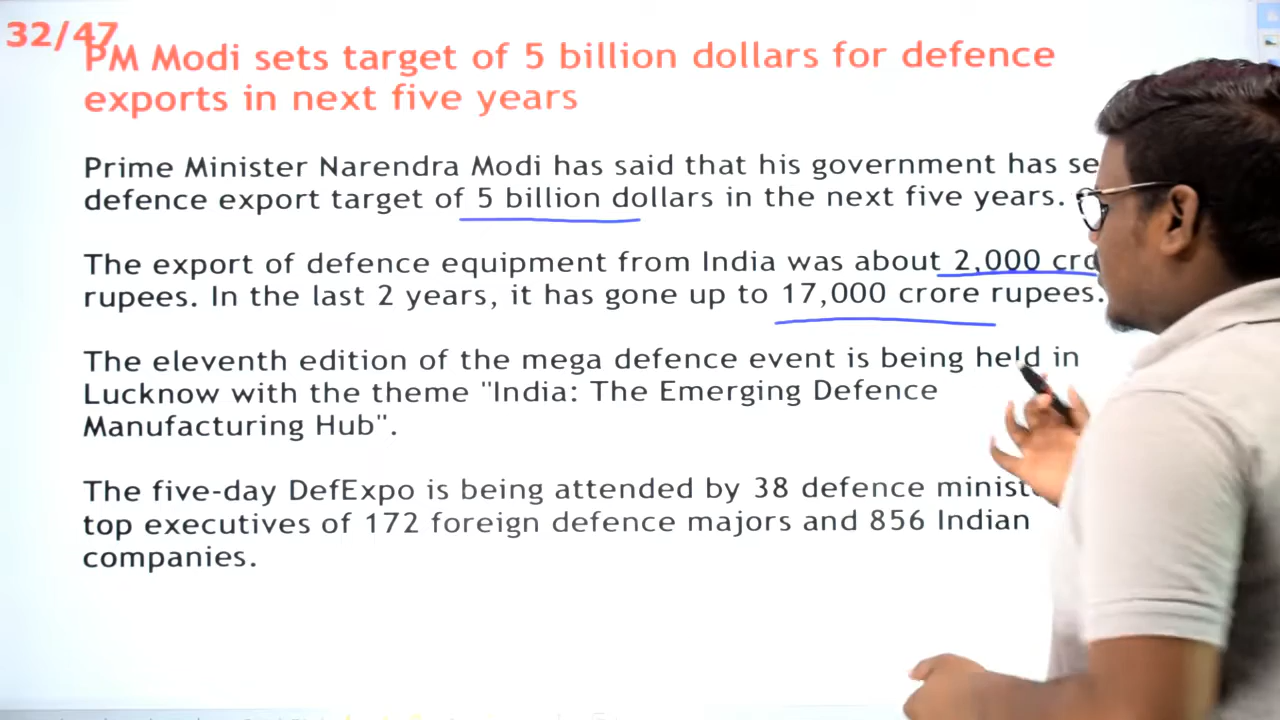 32/47
PM Modi sets target of 5 billion dollars for defence
exports in next five years
Prime Minister Narendra Modi has said that his government has
defence export target of 5 billion dollars in the next five years.
The export of defence equipment from India was about 2,000
rupees. In the last 2 years, it has gone up to 17,000 crore rupees.
The eleventh edition of the mega defence event is being held in
Lucknow with the theme "India: The Emerging Defence
Manufacturing Hub".
The five-day DefExpo is being attended by 38 defence
top executives of 172 foreign defence majors and 856 Indian
companies.